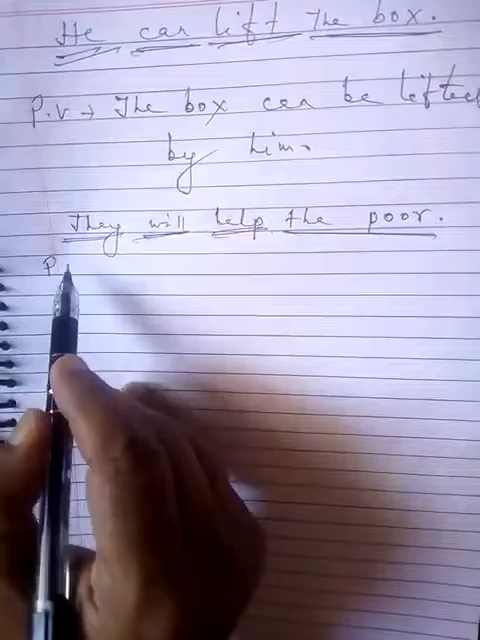 He can lift The box.
P.v → The box can be lifted
by him.
They will help the poor.
P